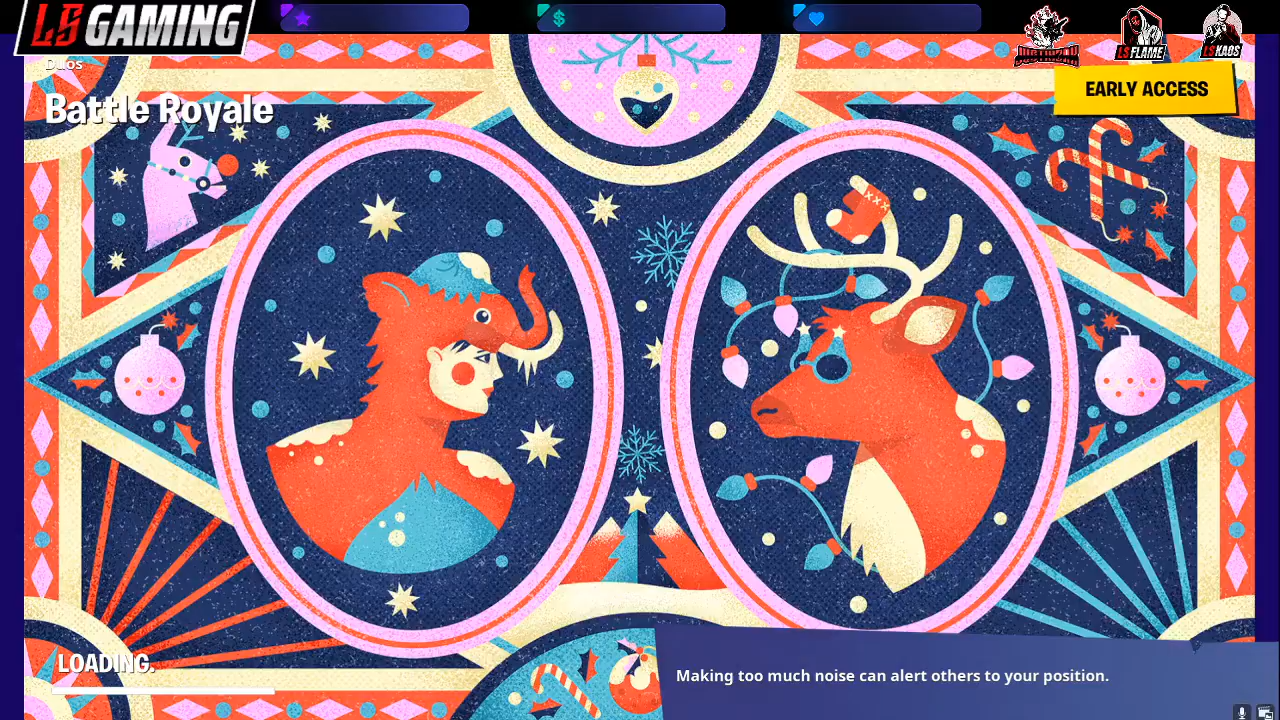 LS GAMING
$
LS FLAME
LS KAOS
Duos
Battle Royale
EARLY ACCESS
LOADING.
Making too much noise can alert others to your position.